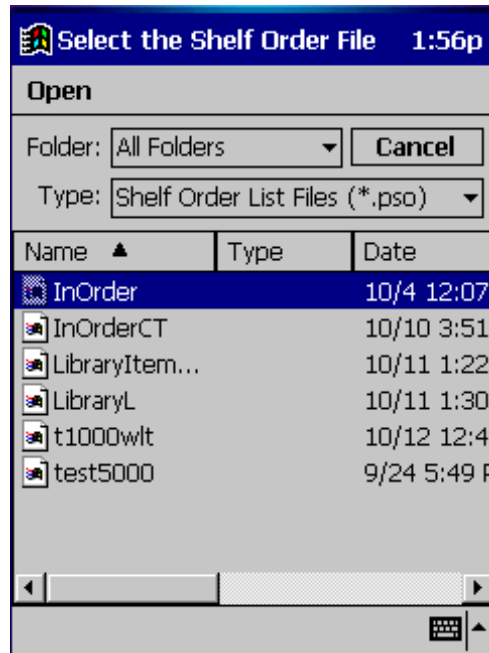 Select the Shelf Order File 1:56p
Open
Folder: All Folders Cancel
Type: Shelf Order List Files (*.pso)
Name Type Date
InOrder 10/4 12:07
InOrderCT 10/10 3:51
LibraryItem... 10/11 1:22
LibraryL 10/11 1:30
t1000wlt 10/12 12:4
test5000 9/24 5:49 P